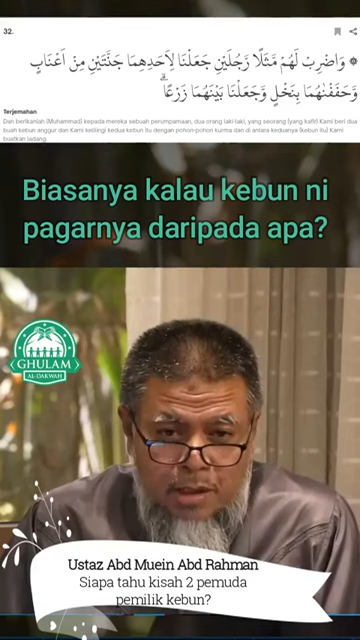 32.
۞ وَاضْرِبْ لَهُمْ مَّثَلًا رَّجُلَيْنِ جَعَلْنَا لِاَحَدِهِمَا جَنَّتَيْنِ مِنْ اَعْنَابٍ
وَّحَفَفْنٰهُمَا بِنَخْلٍ وَّجَعَلْنَا بَيْنَهُمَا زَرْعًاۗ
Terjemahan
Dan berikanlah (Muhammad) kepada mereka sebuah perumpamaan, dua orang laki-laki, yang seorang (yang kafir) Kami beri dua
buah kebun anggur dan Kami kelilingi kedua kebun itu dengan pohon-pohon kurma dan di antara keduanya (kebun itu) Kami
buatkan ladang.
Biasanya kalau kebun ni
pagarnya daripada apa?
GHULAM
AL-DAKWAH
Ustaz Abd Muein Abd Rahman
Siapa tahu kisah 2 pemuda
pemilik kebun?